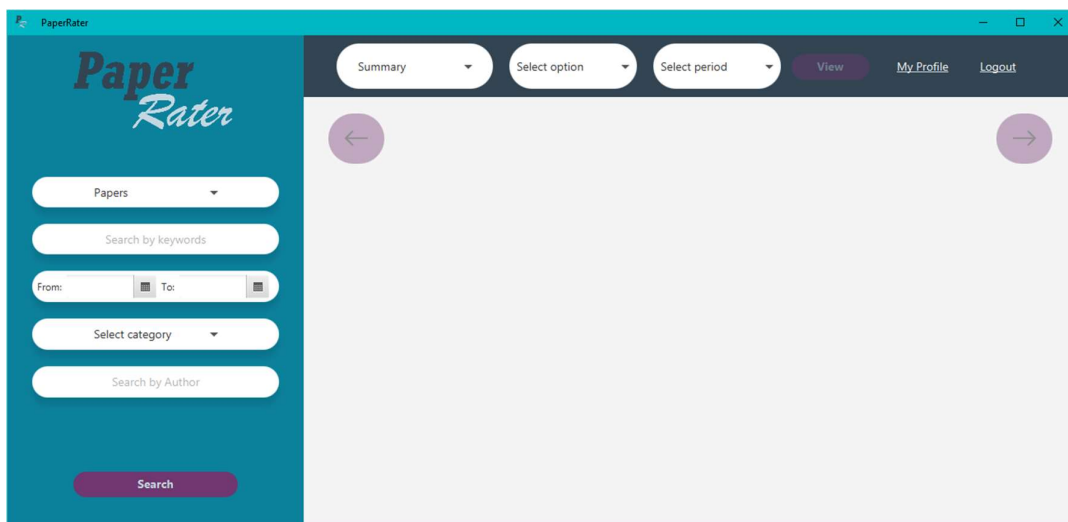 PaperRater
Paper
Rater
Papers
Search by keywords
From: To:
Select category
Search by Author
Search
Summary Select option Select period View My Profile Logout